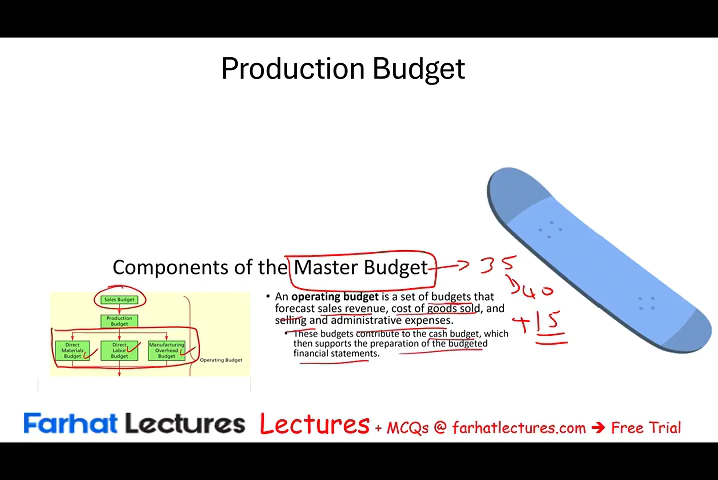 Production Budget
Components of the Master Budget → 35
40
+15
• An operating budget is a set of budgets that
forecast sales revenue, cost of goods sold, and
selling and administrative expenses.
• These budgets contribute to the cash budget, which
then supports the preparation of the budgeted
financial statements.
Sales Budget
Production
Budget
Direct
Materials
Budget
Direct
Labor
Budget
Manufacturing
Overhead
Budget
Operating Budget
Farhat Lectures Lectures + MCQs @ farhatlectures.com → Free Trial